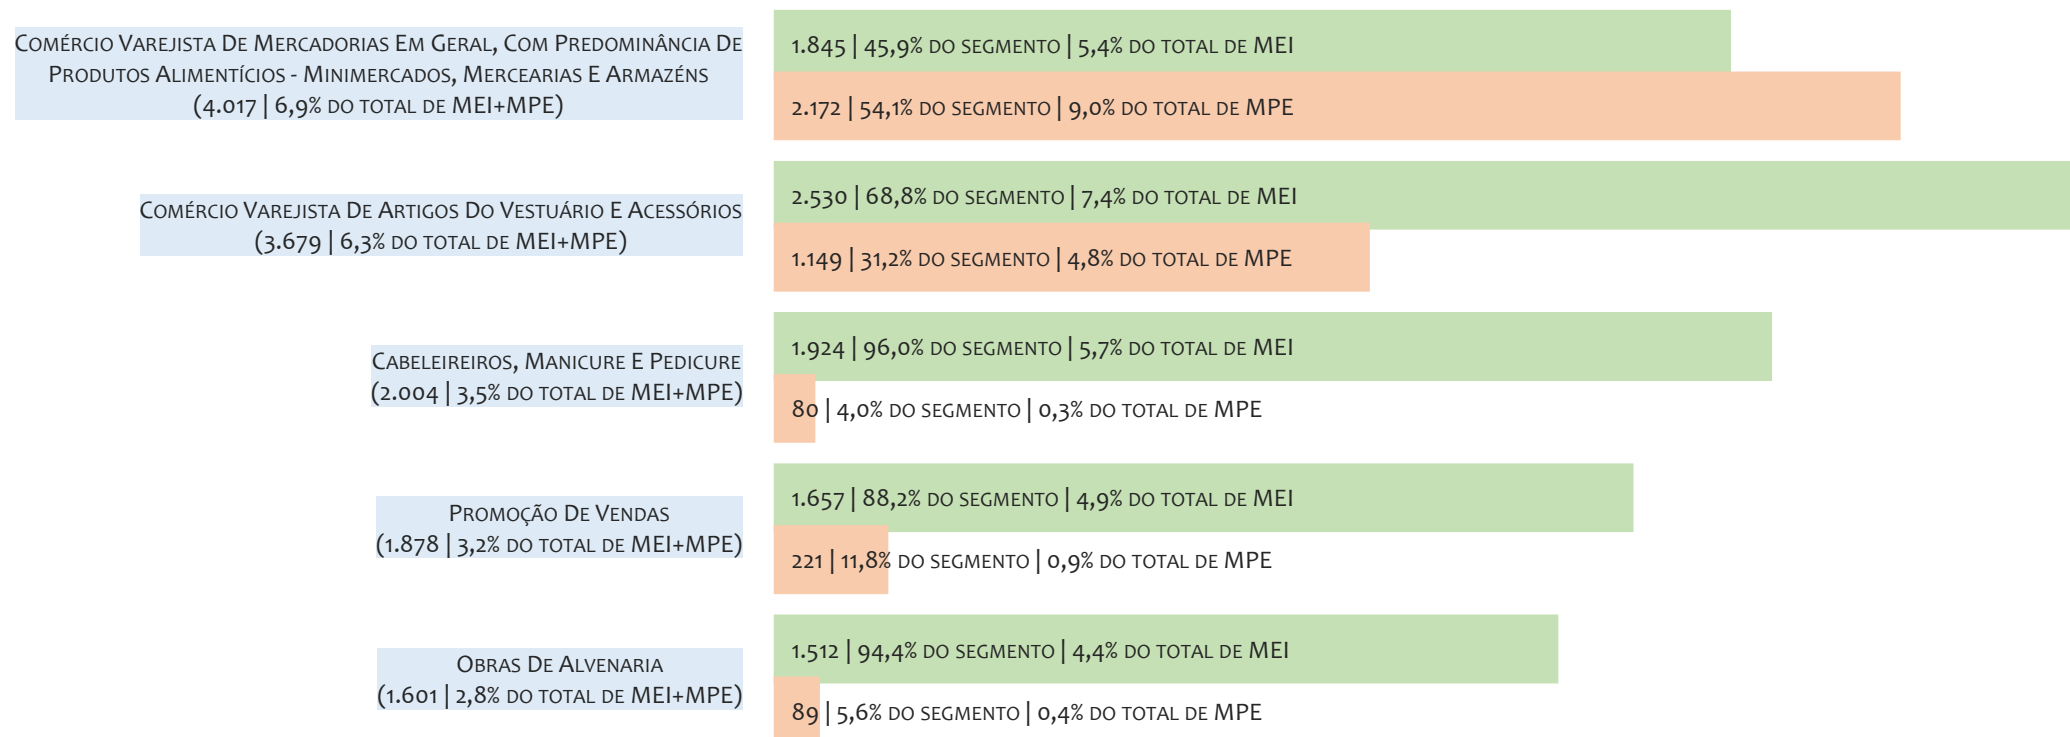 Comércio Varejista De Mercadorias Em Geral, Com Predominância De
Produtos Alimentícios - Minimercados, Mercearias E Armazéns
(4.017 | 6,9% do total de MEI+MPE)
1.845 | 45,9% do segmento | 5,4% do total de MEI
2.172 | 54,1% do segmento | 9,0% do total de MPE
Comércio Varejista De Artigos Do Vestuário E Acessórios
(3.679 | 6,3% do total de MEI+MPE)
2.530 | 68,8% do segmento | 7,4% do total de MEI
1.149 | 31,2% do segmento | 4,8% do total de MPE
Cabeleireiros, Manicure E Pedicure
(2.004 | 3,5% do total de MEI+MPE)
1.924 | 96,0% do segmento | 5,7% do total de MEI
80 | 4,0% do segmento | 0,3% do total de MPE
Promoção De Vendas
(1.878 | 3,2% do total de MEI+MPE)
1.657 | 88,2% do segmento | 4,9% do total de MEI
221 | 11,8% do segmento | 0,9% do total de MPE
Obras De Alvenaria
(1.601 | 2,8% do total de MEI+MPE)
1.512 | 94,4% do segmento | 4,4% do total de MEI
89 | 5,6% do segmento | 0,4% do total de MPE